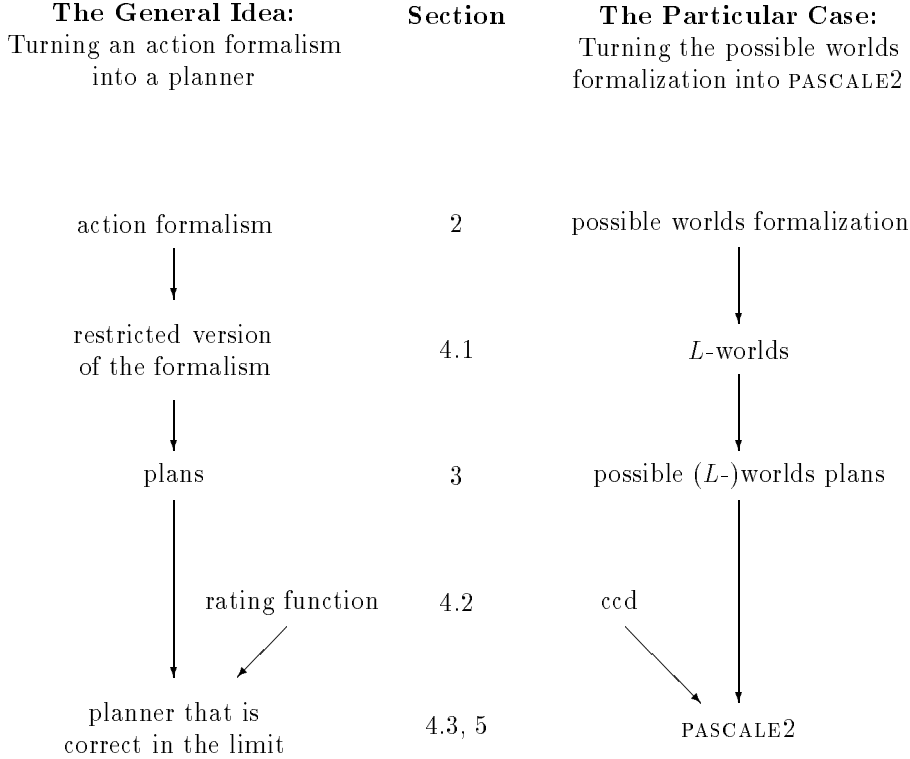 The General Idea: Section The Particular Case:
Turning an action formalism Turning the possible worlds
into a planner formalization into PASCALE2
action formalism 2 possible worlds formalization
restricted version
of the formalism 4.1 L-worlds
plans 3 possible (L-)worlds plans
rating function 4.2 ccd
planner that is
correct in the limit 4.3, 5 PASCALE2